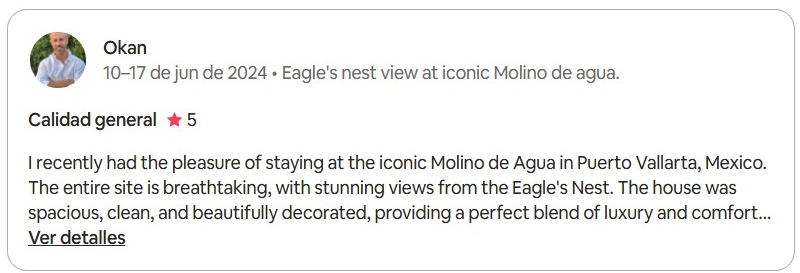 Okan
10–17 de jun de 2024 • Eagle's nest view at iconic Molino de agua.
Calidad general ★ 5
I recently had the pleasure of staying at the iconic Molino de Agua in Puerto Vallarta, Mexico.
The entire site is breathtaking, with stunning views from the Eagle's Nest. The house was
spacious, clean, and beautifully decorated, providing a perfect blend of luxury and comfort...
Ver detalles